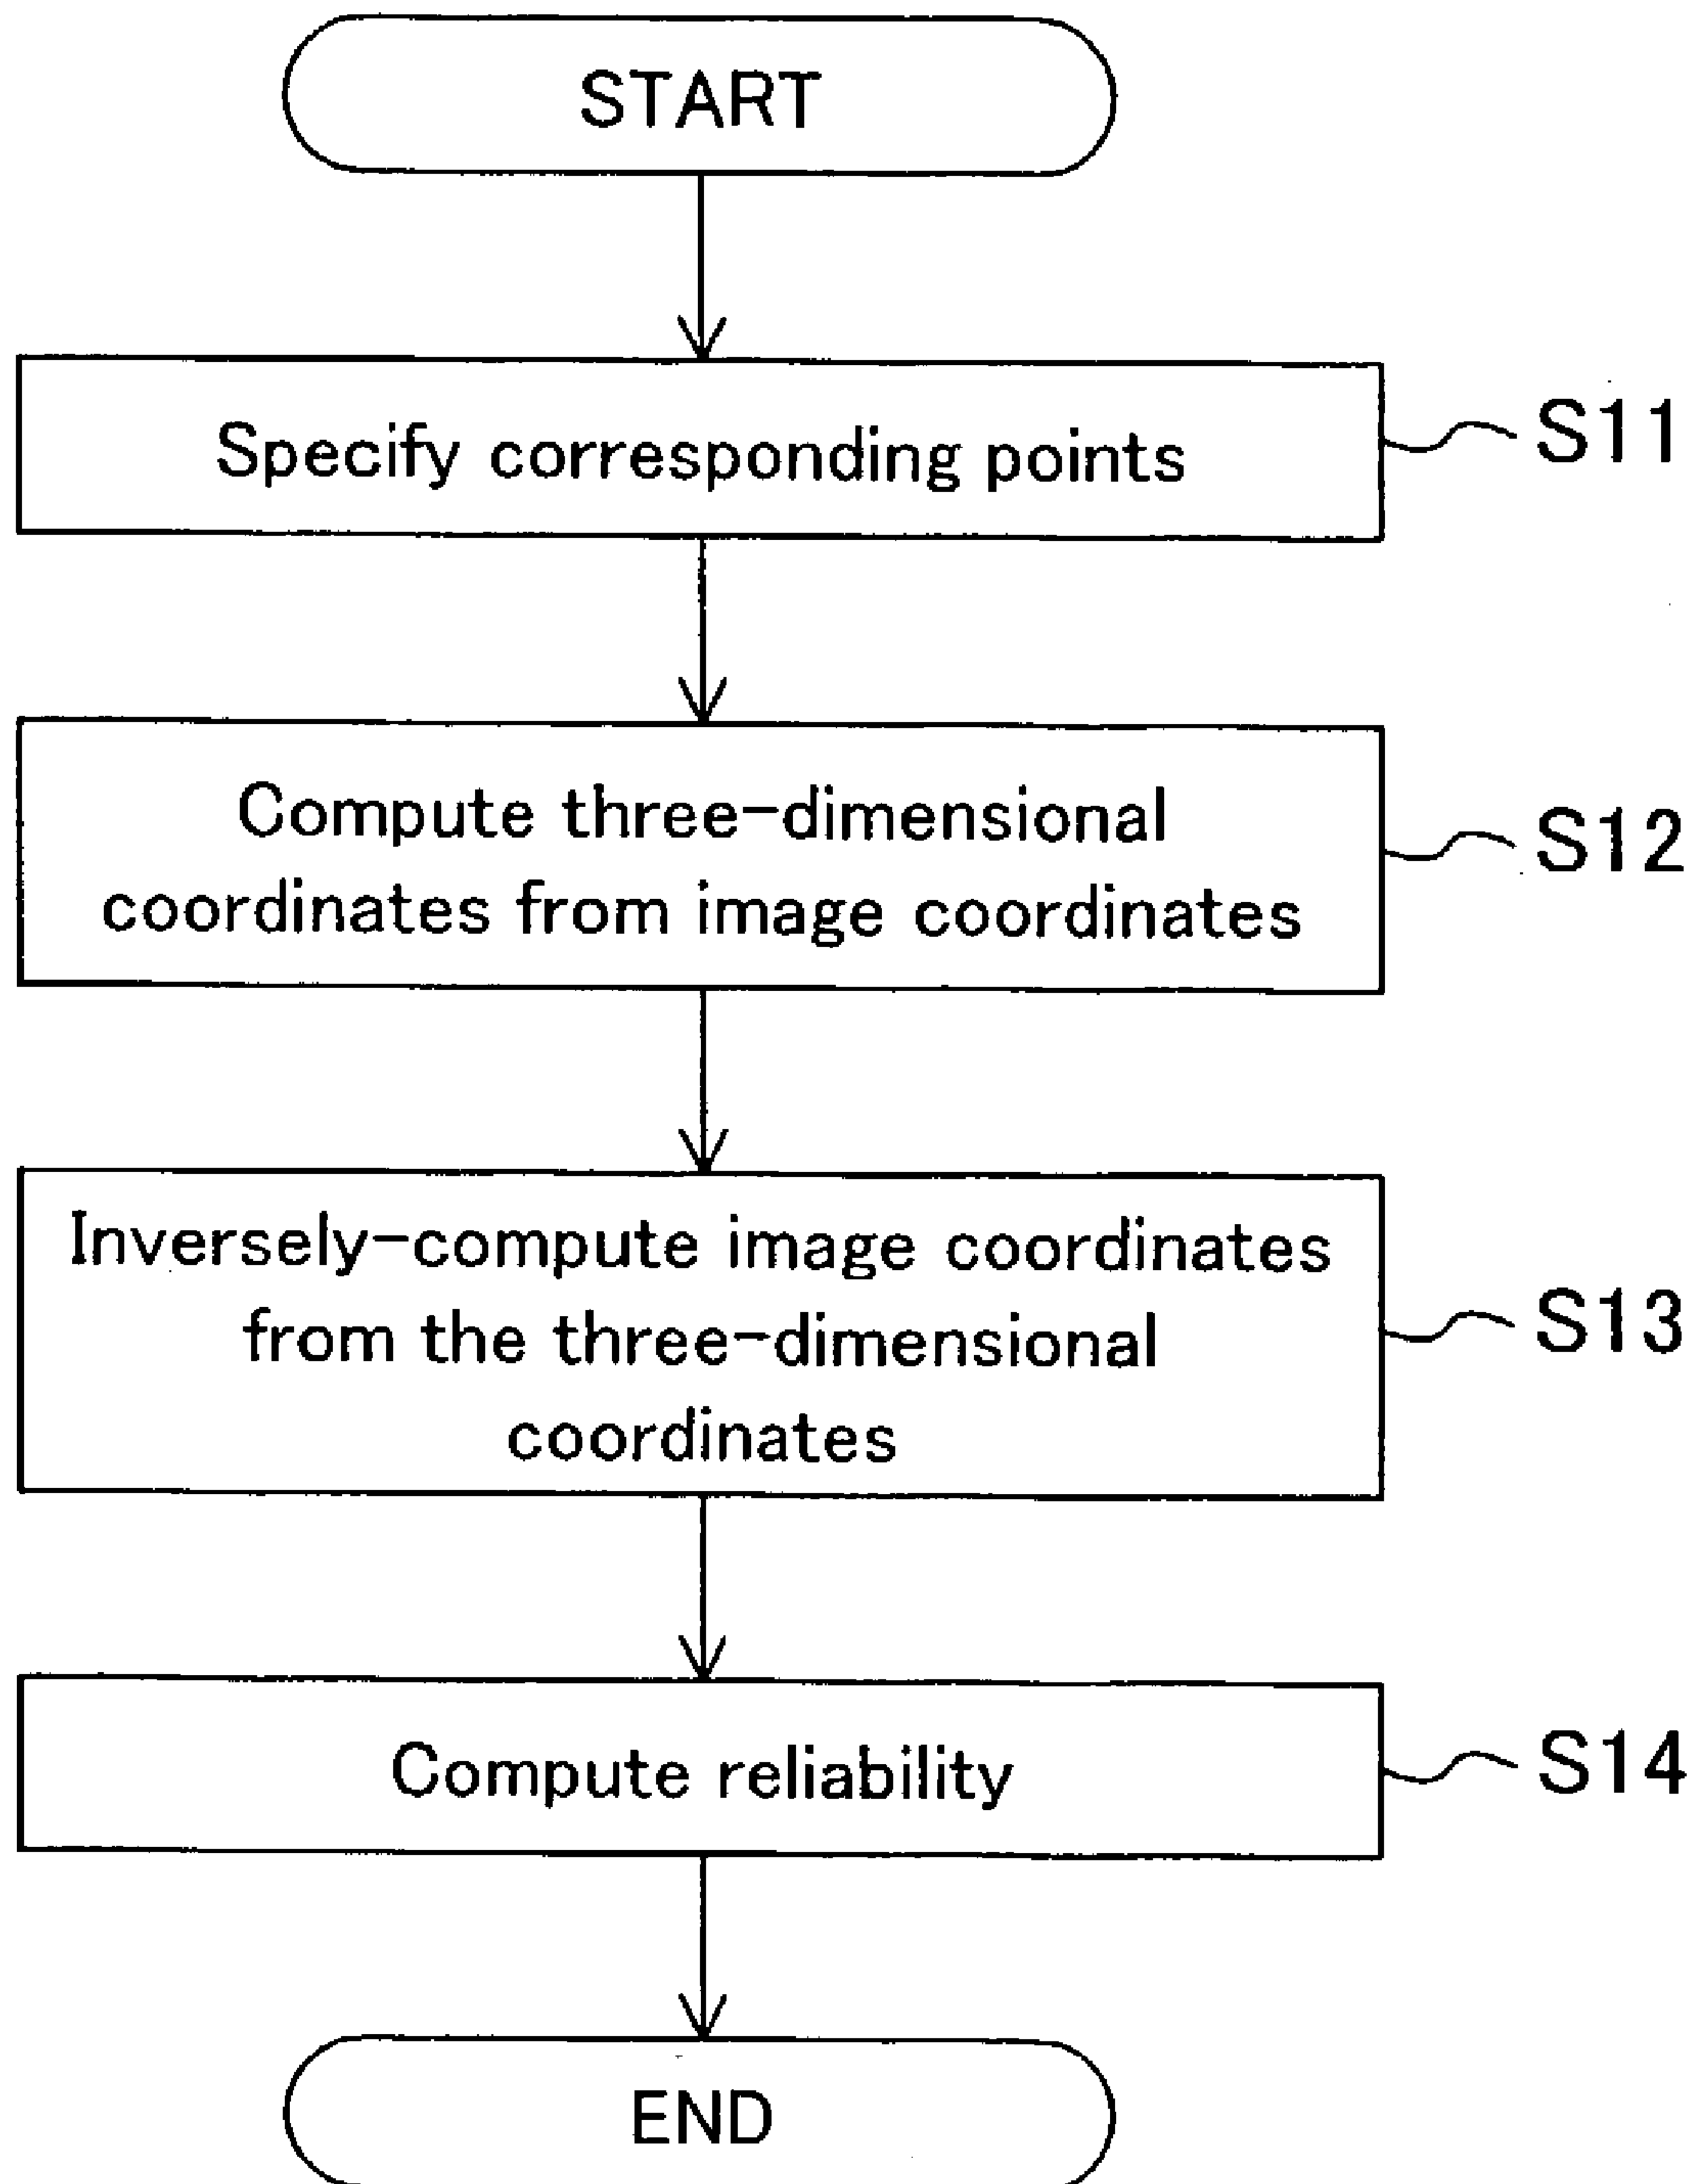 START
Specify corresponding points
S11
Compute three-dimensional
coordinates from image coordinates
S12
Inversely-compute image coordinates
from the three-dimensional
coordinates
S13
Compute reliability
S14
END